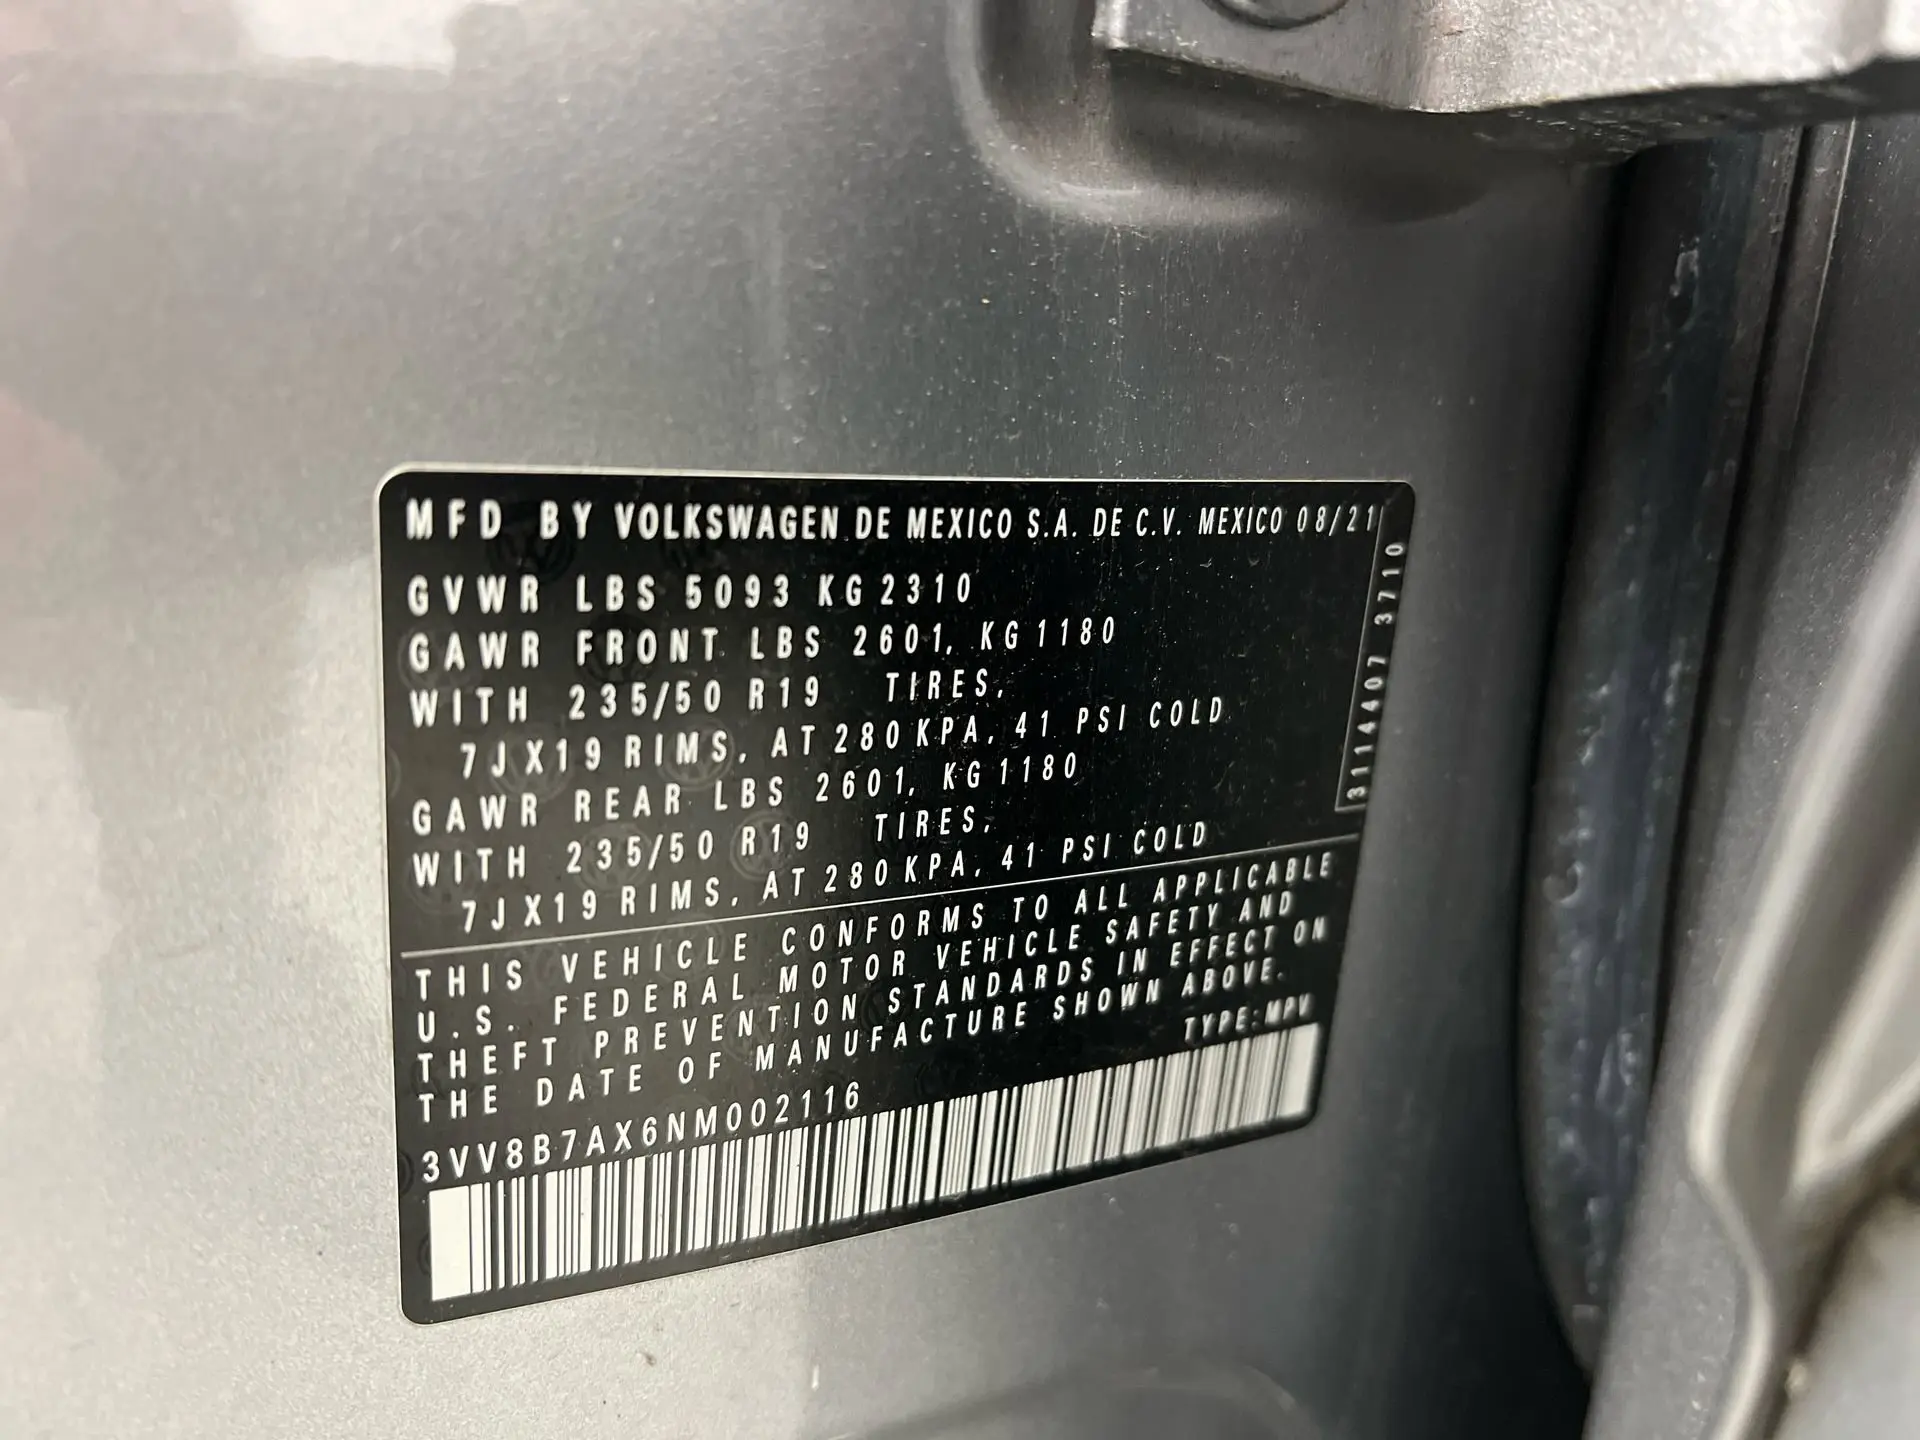 MFD BY VOLKSWAGEN DE MEXICO S.A. DE C.V. MEXICO 08/21
GVWR LBS 5093 KG 2310
GAWR FRONT LBS 2601, KG 1180
WITH 235/50 R19 TIRES,
7JX19 RIMS, AT 280 KPA, 41 PSI COLD
GAWR REAR LBS 2601, KG 1180
WITH 235/50 R19 TIRES,
7JX19 RIMS, AT 280 KPA, 41 PSI COLD
3114407 3710
THIS VEHICLE CONFORMS TO ALL APPLICABLE
U.S. FEDERAL MOTOR VEHICLE SAFETY AND
THEFT PREVENTION STANDARDS IN EFFECT ON
THE DATE OF MANUFACTURE SHOWN ABOVE.
TYPE:MPV
3VV8B7AX6NM002116